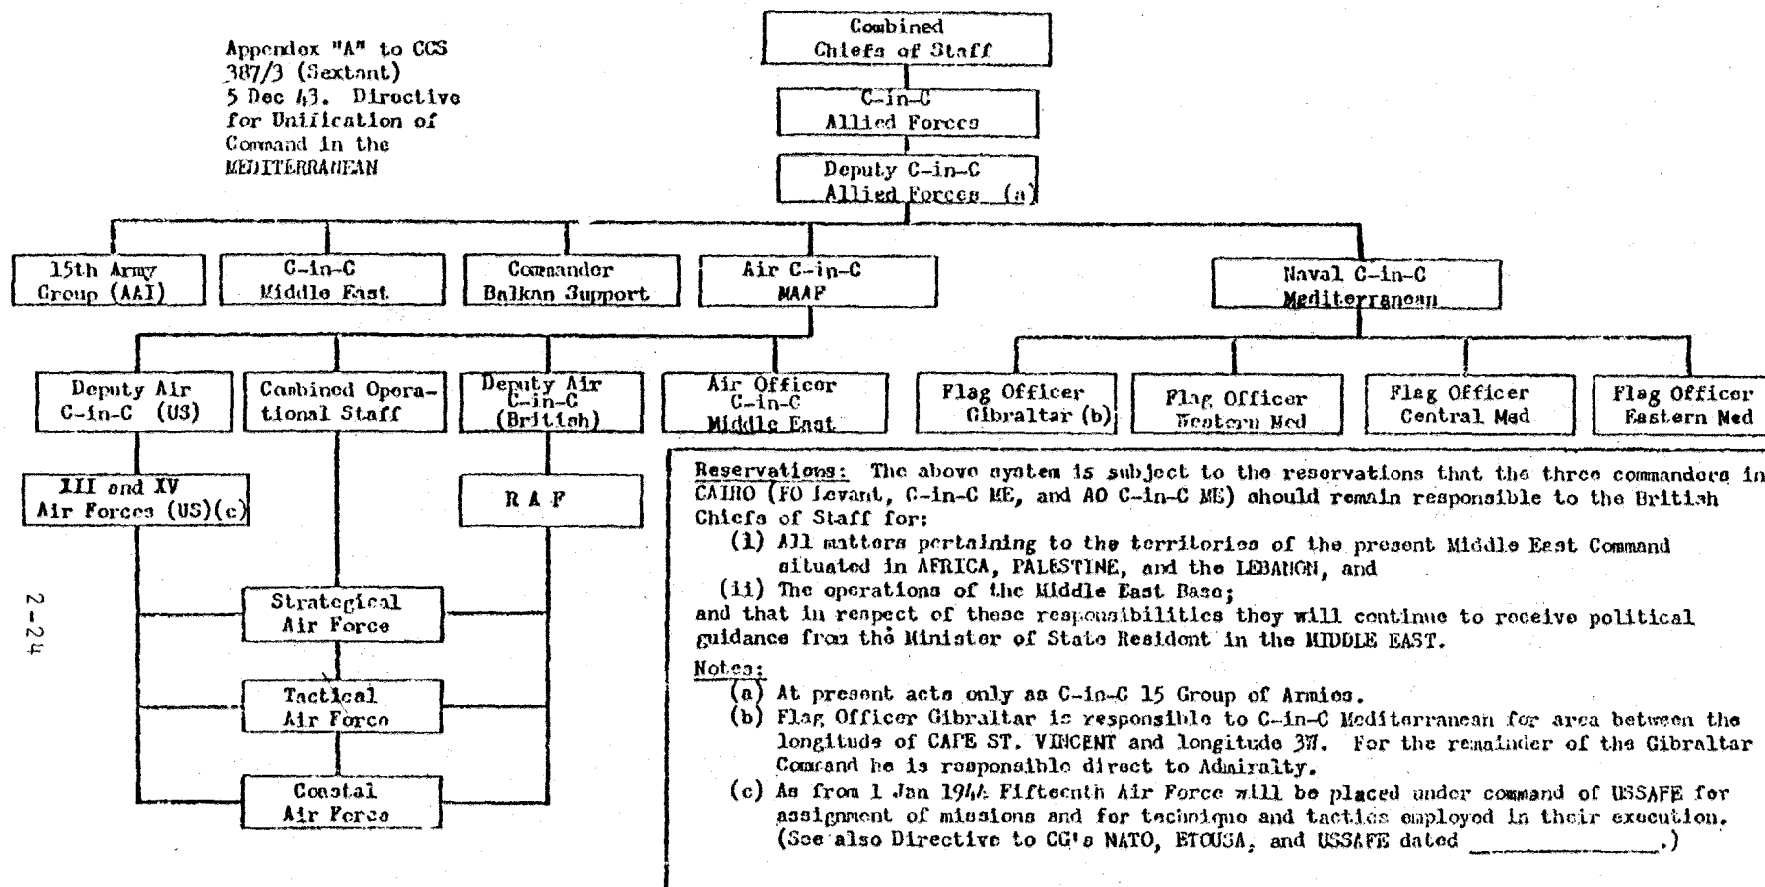 Appendix "A" to CCS
387/3 (Sextant)
5 Dec 43. Directive
for Unification of
Command in the
MEDITERRANEAN
Combined
Chiefs of Staff
C-in-C
Allied Forces
Deputy C-in-C
Allied Forces (a)
15th Army
Group (AAI)
C-in-C
Middle East
Commander
Balkan Support
Air C-in-C
MAAF
Naval C-in-C
Mediterranean
Deputy Air
C-in-C (US)
Combined Opera-
tional Staff
Deputy Air
C-in-C
(British)
Air Officer
C-in-C
Middle East
Flag Officer
Gibraltar (b)
Flag Officer
Western Med
Flag Officer
Central Med
Flag Officer
Eastern Med
III and XV
Air Forces (US)(c)
R A F
Strategical
Air Force
Tactical
Air Force
Coastal
Air Force
Reservations: The above system is subject to the reservations that the three commanders in
CAIRO (FO Levant, C-in-C ME, and AO C-in-C ME) should remain responsible to the British
Chiefs of Staff for:
(i) All matters pertaining to the territories of the present Middle East Command
situated in AFRICA, PALESTINE, and the LEBANON, and
(ii) The operations of the Middle East Base;
and that in respect of these responsibilities they will continue to receive political
guidance from the Minister of State Resident in the MIDDLE EAST.
Notes:
(a) At present acts only as C-in-C 15 Group of Armies.
(b) Flag Officer Gibraltar is responsible to C-in-C Mediterranean for area between the
longitude of CAPE ST. VINCENT and longitude 3W. For the remainder of the Gibraltar
Command he is responsible direct to Admiralty.
(c) As from 1 Jan 1944 Fifteenth Air Force will be placed under command of USSAFE for
assignment of missions and for technique and tactics employed in their execution.
(See also Directive to CG's NATO, ETOUSA, and USSAFE dated ______________.)
2-24